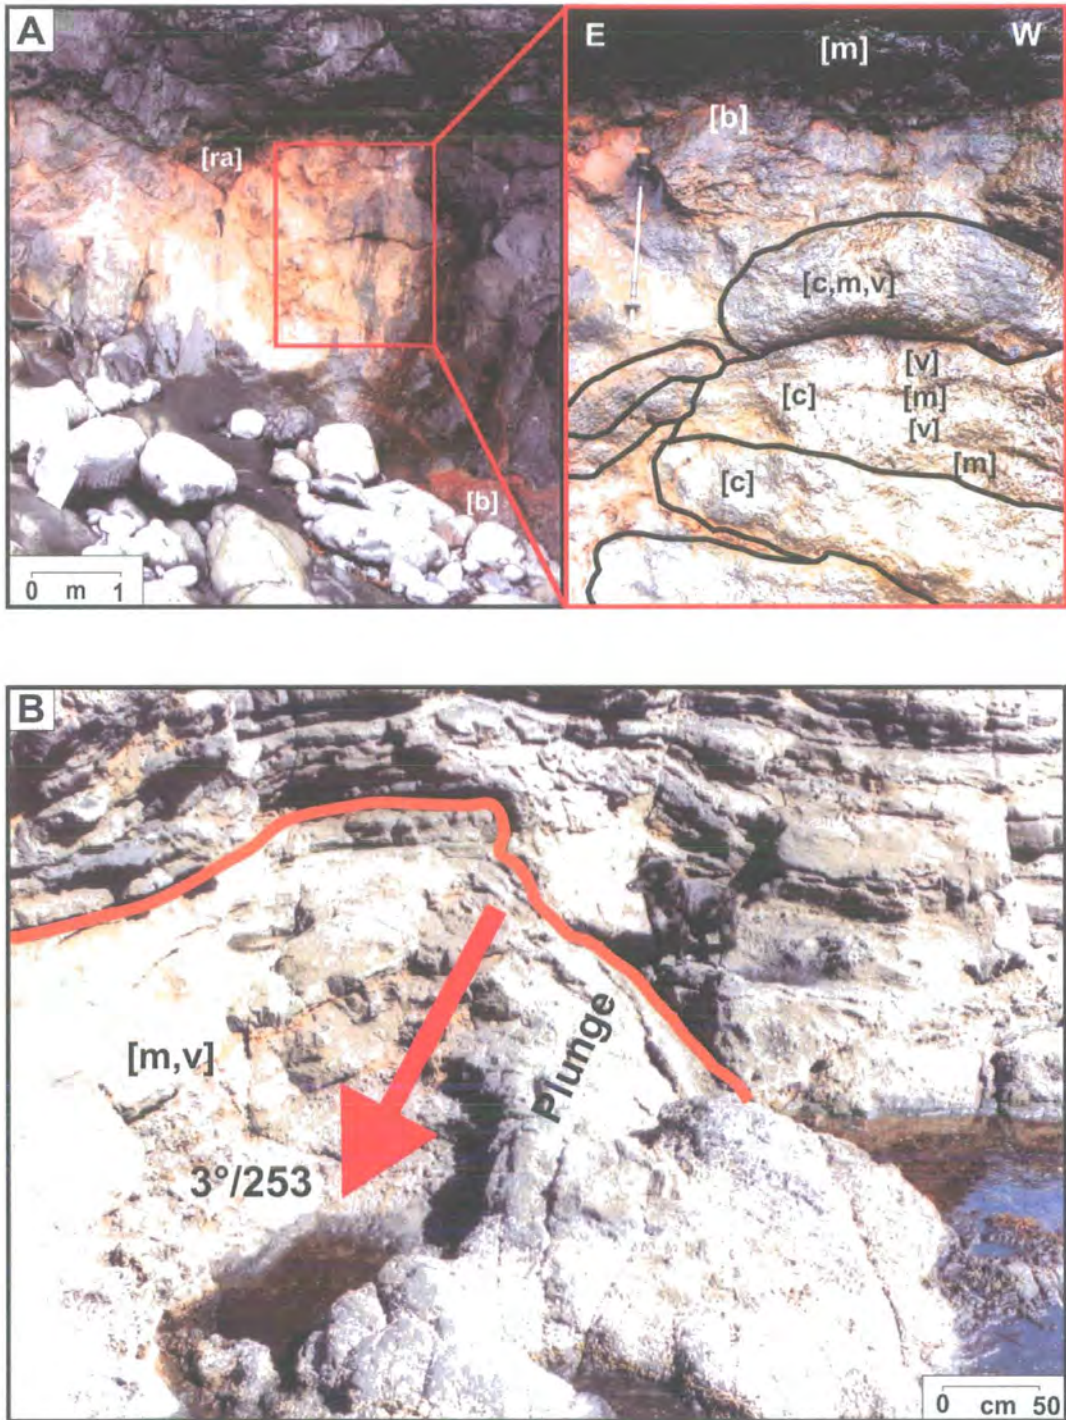 A
[ra]
[b]
0 m 1
E W
[m]
[b]
[c,m,v]
[v]
[c] [m]
[v]
[m]
[c]
B
[m,v]
Plunge
3°/253
0 cm 50